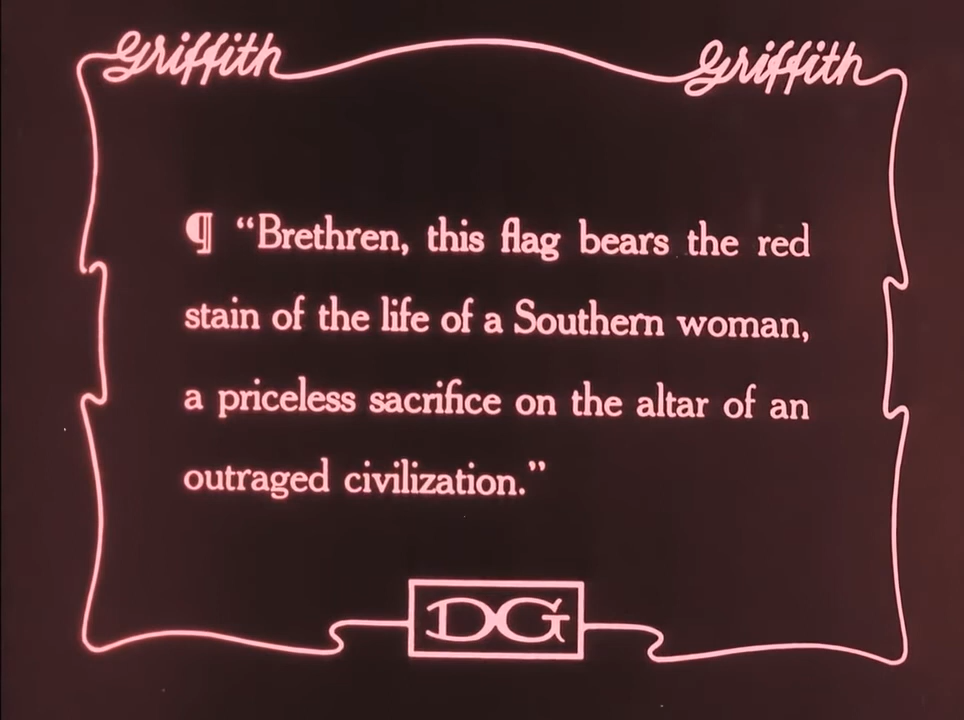 Griffith Griffith
¶ “Brethren, this flag bears the red
stain of the life of a Southern woman,
a priceless sacrifice on the altar of an
outraged civilization.”
DG